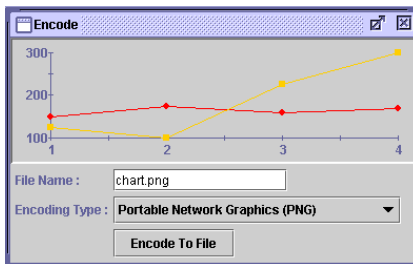 Encode
300
200
100
1 2 3 4
File Name : chart.png
Encoding Type : Portable Network Graphics (PNG)
Encode To File